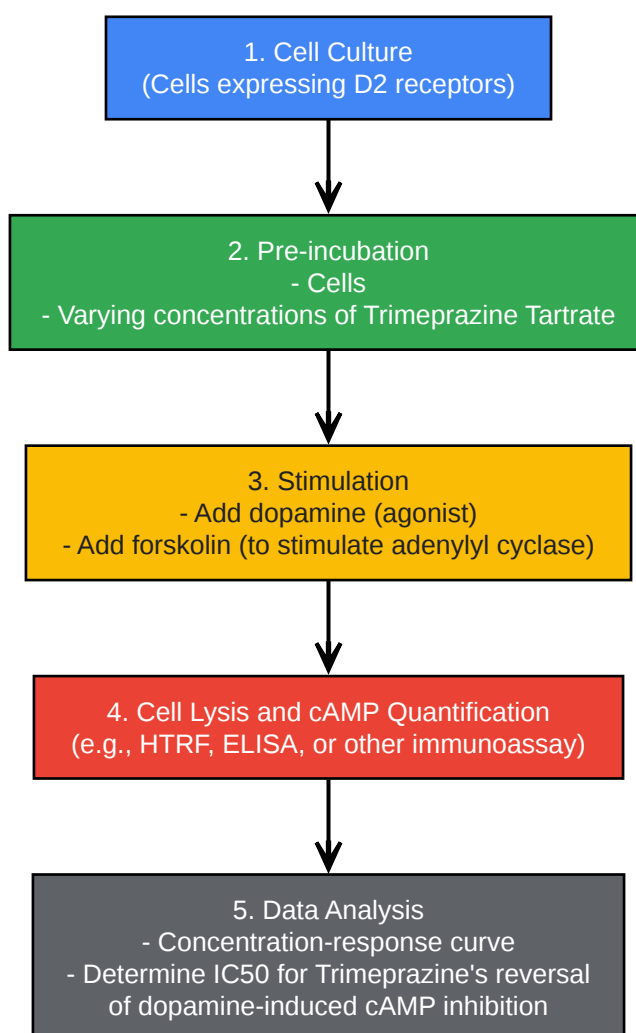 1. Cell Culture
(Cells expressing D2 receptors)
2. Pre-incubation
- Cells
- Varying concentrations of Trimeprazine Tartrate
3. Stimulation
- Add dopamine (agonist)
- Add forskolin (to stimulate adenylyl cyclase)
4. Cell Lysis and cAMP Quantification
(e.g., HTRF, ELISA, or other immunoassay)
5. Data Analysis
- Concentration-response curve
- Determine IC50 for Trimeprazine's reversal
of dopamine-induced cAMP inhibition